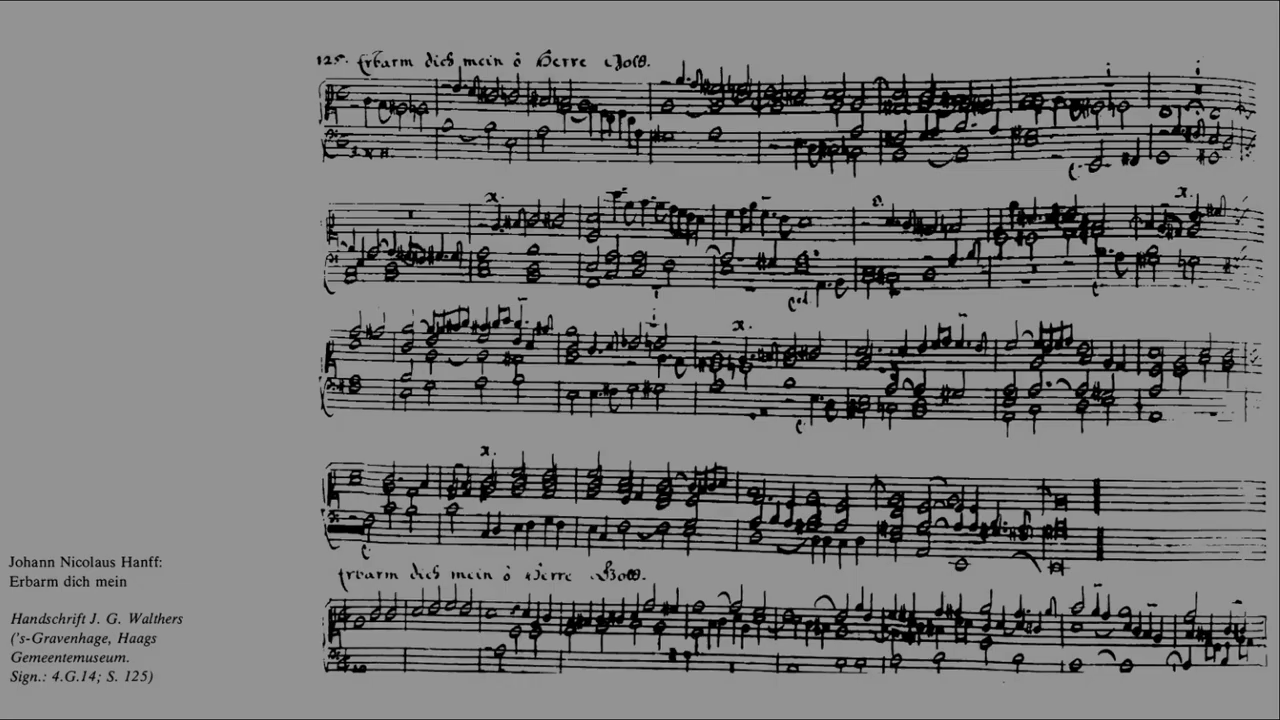 125. Erbarm dich mein ô Herre Gott.
Erbarm dich mein ô Herre Gott.
Johann Nicolaus Hanff:
Erbarm dich mein
Handschrift J. G. Walthers
('s-Gravenhage, Haags
Gemeentemuseum.
Sign.: 4.G.14; S. 125)